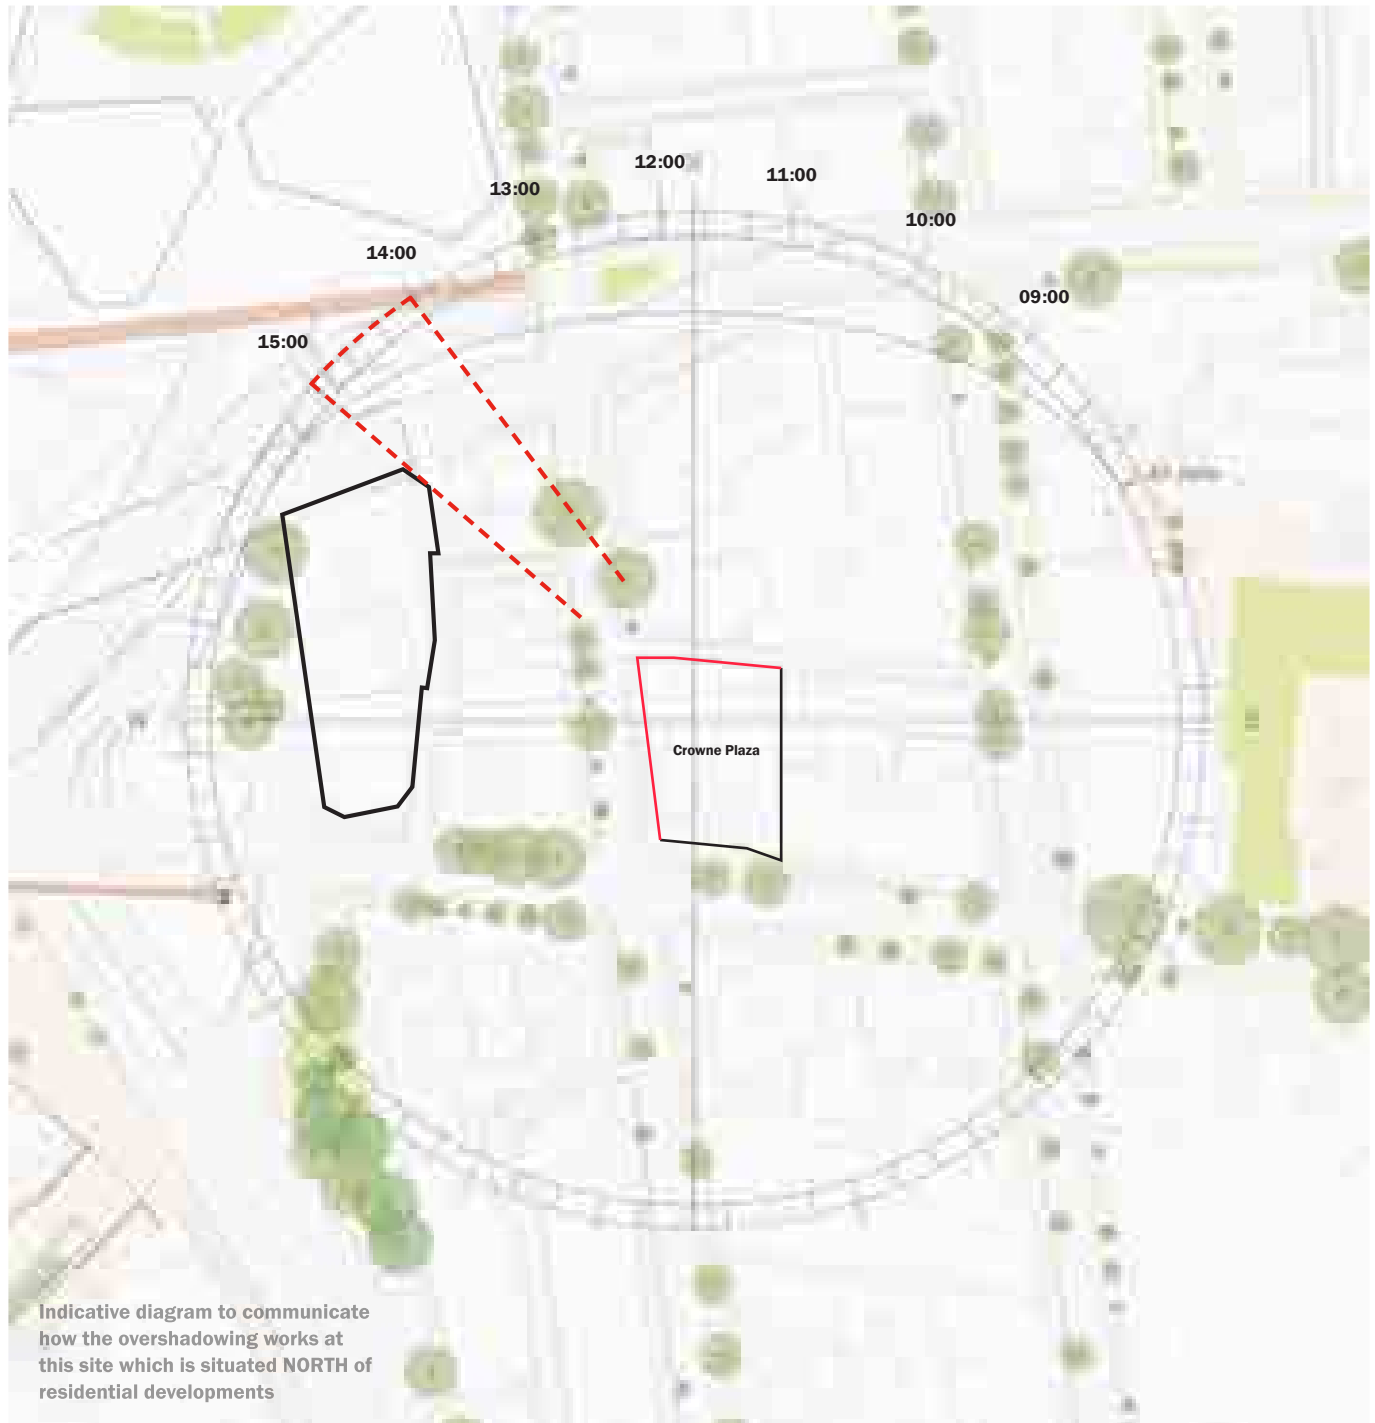 12:00
11:00
13:00
10:00
14:00
09:00
15:00
Crowne Plaza
Indicative diagram to communicate
how the overshadowing works at
this site which is situated NORTH of
residential developments